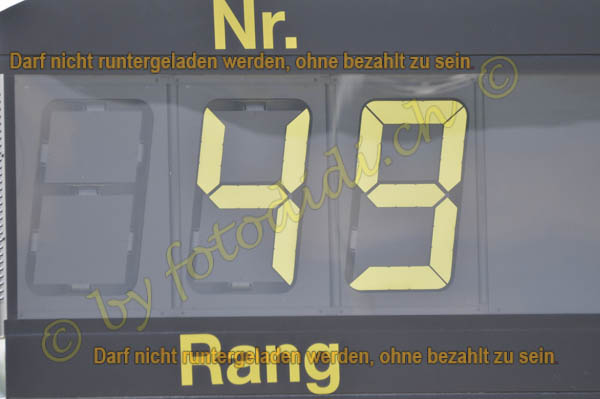 Nr.
Darf nicht runtergeladen werden, ohne bezahlt zu sein
49
© by fotodidi.ch ©
Rang
Darf nicht runtergeladen werden, ohne bezahlt zu sein